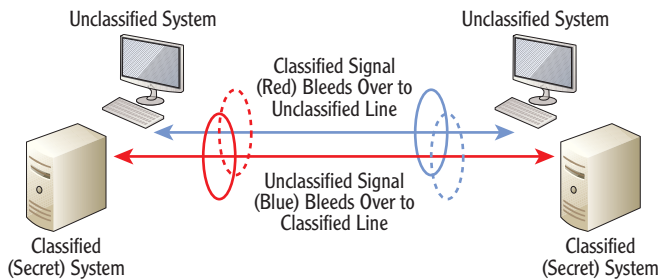 Unclassified System
Unclassified System
Classified Signal
(Red) Bleeds Over to
Unclassified Line
Unclassified Signal
(Blue) Bleeds Over to
Classified Line
Classified
(Secret) System
Classified
(Secret) System